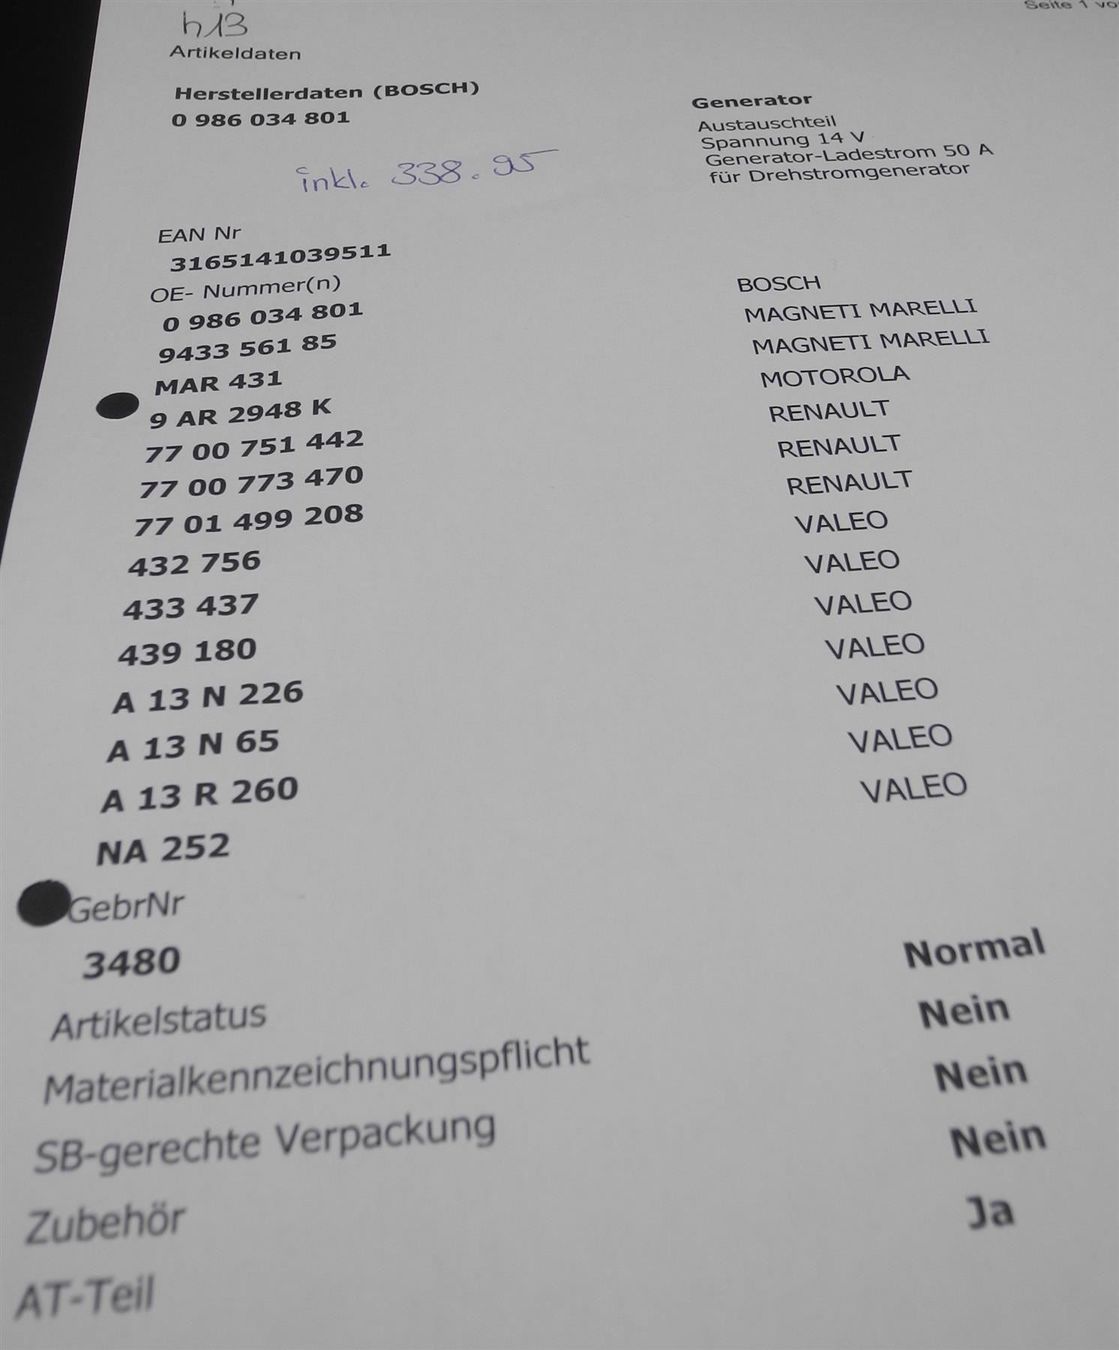 Seite 1
h13
Artikeldaten
Herstellerdaten (BOSCH)
0 986 034 801
Generator
Austauschteil
Spannung 14 V
Generator-Ladestrom 50 A
für Drehstromgenerator
inkl. 338.95
EAN Nr
3165141039511
OE- Nummer(n)
0 986 034 801 BOSCH
9433 561 85 MAGNETI MARELLI
MAR 431 MAGNETI MARELLI
9 AR 2948 K MOTOROLA
77 00 751 442 RENAULT
77 00 773 470 RENAULT
77 01 499 208 RENAULT
432 756 VALEO
433 437 VALEO
439 180 VALEO
A 13 N 226 VALEO
A 13 N 65 VALEO
A 13 R 260 VALEO
NA 252 VALEO
GebrNr
3480
Artikelstatus Normal
Materialkennzeichnungspflicht Nein
SB-gerechte Verpackung Nein
Zubehör Nein
AT-Teil Ja